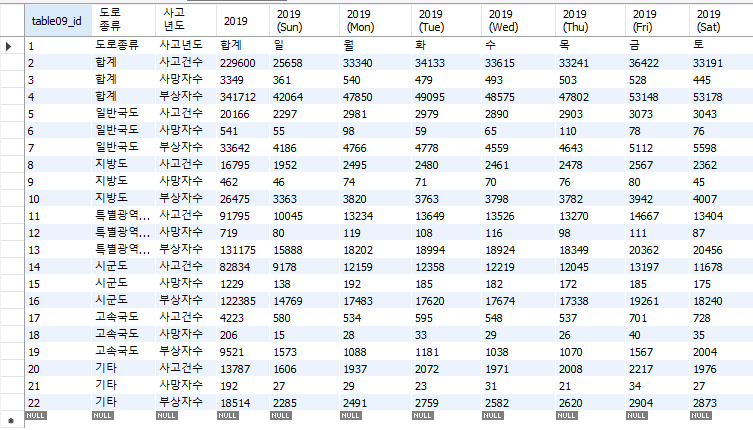 table09_id 도로 종류 사고 년도 2019 2019 (Sun) 2019 (Mon) 2019 (Tue) 2019 (Wed) 2019 (Thu) 2019 (Fri) 2019 (Sat)
1 도로종류 사고년도 합계 일 월 화 수 목 금 토
2 합계 사고건수 229600 25658 33340 34133 33615 33241 36422 33191
3 합계 사망자수 3349 361 540 479 493 503 528 445
4 합계 부상자수 341712 42064 47850 49095 48575 47802 53148 53178
5 일반국도 사고건수 20166 2297 2981 2979 2890 2903 3073 3043
6 일반국도 사망자수 541 55 98 59 65 110 78 76
7 일반국도 부상자수 33642 4186 4766 4778 4559 4643 5112 5598
8 지방도 사고건수 16795 1952 2495 2480 2461 2478 2567 2362
9 지방도 사망자수 462 46 74 71 70 76 80 45
10 지방도 부상자수 26475 3363 3820 3763 3798 3782 3942 4007
11 특별광역... 사고건수 91795 10045 13234 13649 13526 13270 14667 13404
12 특별광역... 사망자수 719 80 119 108 116 98 111 87
13 특별광역... 부상자수 131175 15888 18202 18994 18924 18349 20362 20456
14 시군도 사고건수 82834 9178 12159 12358 12219 12045 13197 11678
15 시군도 사망자수 1229 138 192 185 182 172 185 175
16 시군도 부상자수 122385 14769 17483 17620 17674 17338 19261 18240
17 고속국도 사고건수 4223 580 534 595 548 537 701 728
18 고속국도 사망자수 206 15 28 33 29 26 40 35
19 고속국도 부상자수 9521 1573 1088 1181 1038 1070 1567 2004
20 기타 사고건수 13787 1606 1937 2072 1971 2008 2217 1976
21 기타 사망자수 192 27 29 23 31 21 34 27
22 기타 부상자수 18514 2285 2491 2759 2582 2620 2904 2873
NULL NULL NULL NULL NULL NULL NULL NULL NULL NULL NULL